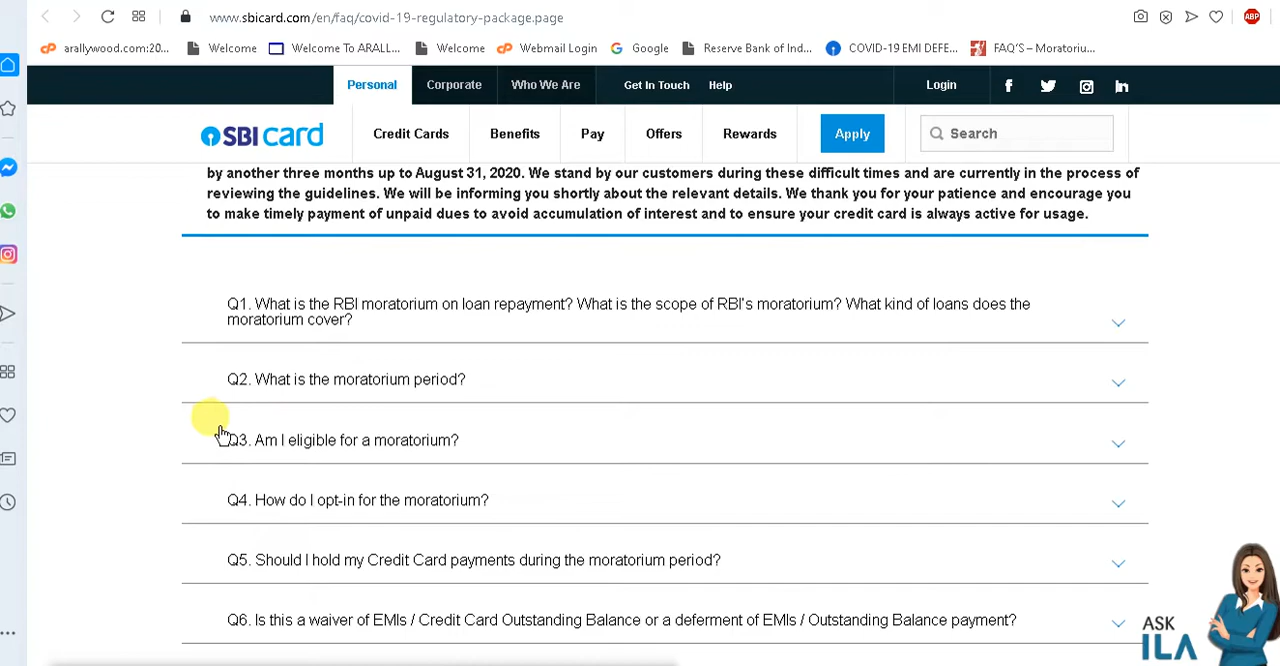 www.sbicard.com/en/faq/covid-19-regulatory-package.page
ABP
arallywood.com:20...
Welcome
Welcome To ARALL...
Welcome
Webmail Login
Google
Reserve Bank of Ind...
COVID-19 EMI DEFE...
FAQ'S – Moratoriu...
Personal
Corporate
Who We Are
Get In Touch
Help
Login
SBI card
Credit Cards
Benefits
Pay
Offers
Rewards
Apply
Search
by another three months up to August 31, 2020. We stand by our customers during these difficult times and are currently in the process of
reviewing the guidelines. We will be informing you shortly about the relevant details. We thank you for your patience and encourage you
to make timely payment of unpaid dues to avoid accumulation of interest and to ensure your credit card is always active for usage.
Q1. What is the RBI moratorium on loan repayment? What is the scope of RBI's moratorium? What kind of loans does the
moratorium cover?
Q2. What is the moratorium period?
Q3. Am I eligible for a moratorium?
Q4. How do I opt-in for the moratorium?
Q5. Should I hold my Credit Card payments during the moratorium period?
Q6. Is this a waiver of EMIs / Credit Card Outstanding Balance or a deferment of EMIs / Outstanding Balance payment?
ASK
ILA